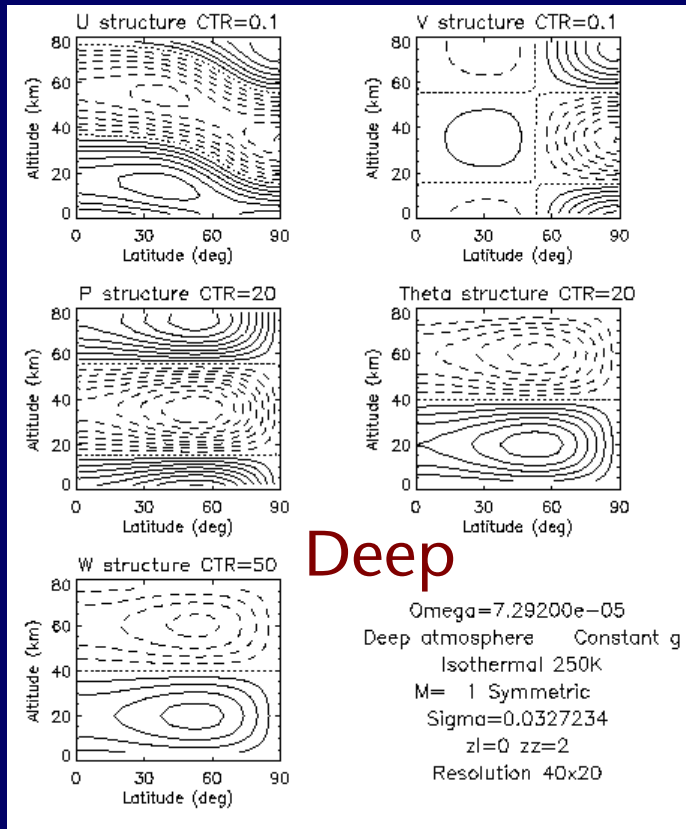 U structure CTR=0.1
V structure CTR=0.1
80
60
40
20
0
Altitude (km)
0 30 60 90
Latitude (deg)
80
60
40
20
0
Altitude (km)
0 30 60 90
Latitude (deg)
P structure CTR=20
Theta structure CTR=20
80
60
40
20
0
Altitude (km)
0 30 60 90
Latitude (deg)
80
60
40
20
0
Altitude (km)
0 30 60 90
Latitude (deg)
Deep
W structure CTR=50
80
60
40
20
0
Altitude (km)
0 30 60 90
Latitude (deg)
Omega=7.29200e-05
Deep atmosphere Constant g
Isothermal 250K
M= 1 Symmetric
Sigma=0.0327234
zl=0 zz=2
Resolution 40x20